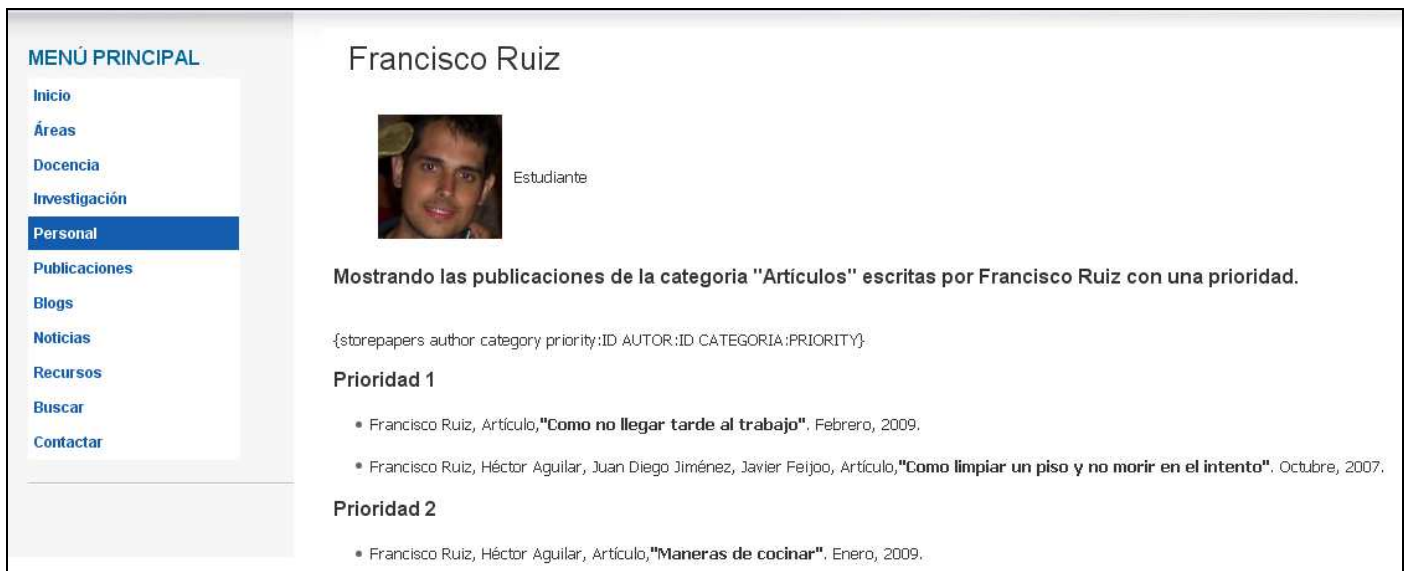 MENÚ PRINCIPAL
Inicio
Áreas
Docencia
Investigación
Personal
Publicaciones
Blogs
Noticias
Recursos
Buscar
Contactar
Francisco Ruiz
Estudiante
Mostrando las publicaciones de la categoria "Artículos" escritas por Francisco Ruiz con una prioridad.
{storepapers author category priority:ID AUTOR:ID CATEGORIA:PRIORITY}
Prioridad 1
• Francisco Ruiz, Artículo,"Como no llegar tarde al trabajo". Febrero, 2009.
• Francisco Ruiz, Héctor Aguilar, Juan Diego Jiménez, Javier Feijoo, Artículo,"Como limpiar un piso y no morir en el intento". Octubre, 2007.
Prioridad 2
• Francisco Ruiz, Héctor Aguilar, Artículo,"Maneras de cocinar". Enero, 2009.